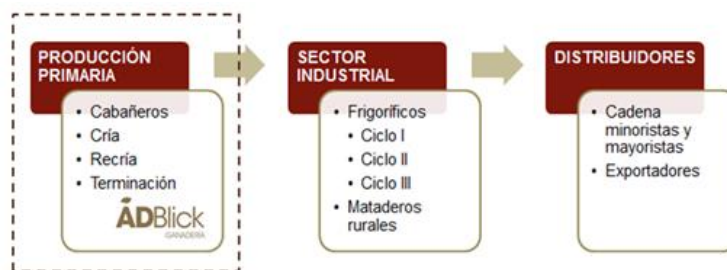 PRODUCCIÓN
PRIMARIA
• Cabañeros
• Cría
• Recría
• Terminación
ADBlick
GANADERÍA
SECTOR
INDUSTRIAL
• Frigoríficos
• Ciclo I
• Ciclo II
• Ciclo III
• Mataderos
rurales
DISTRIBUIDORES
• Cadena
minoristas y
mayoristas
• Exportadores